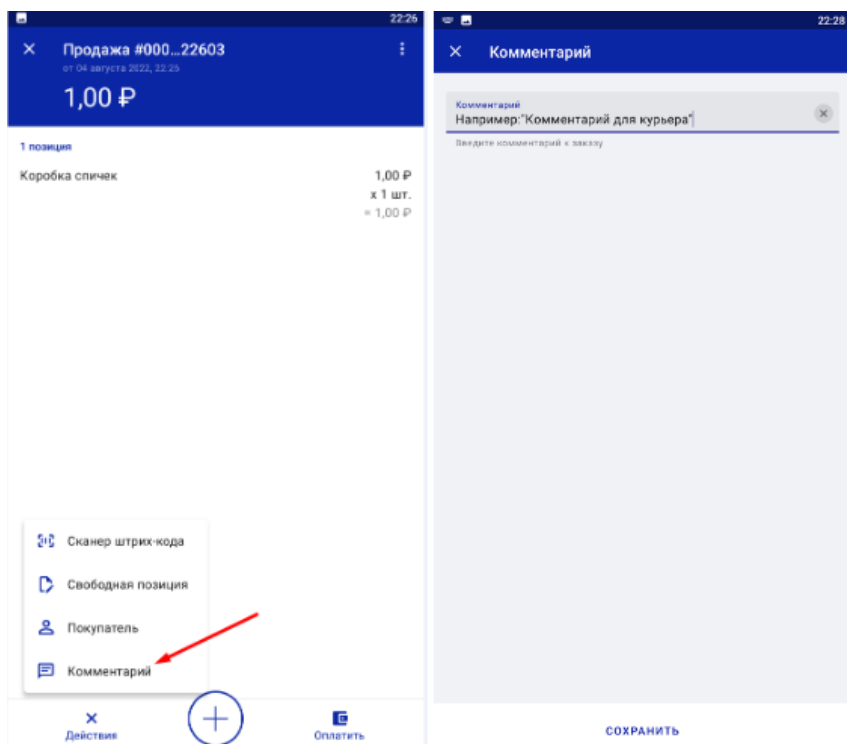 22:26
Продажа #000...22603
от 04 августа 2022, 22:25
1,00 ₽
1 позиция
Коробка спичек 1,00 ₽
x 1 шт.
= 1,00 ₽
Сканер штрих-кода
Свободная позиция
Покупатель
Комментарий
Действия
Оплатить
22:28
Комментарий
Комментарий
Например:"Комментарий для курьера"
Введите комментарий к заказу
СОХРАНИТЬ